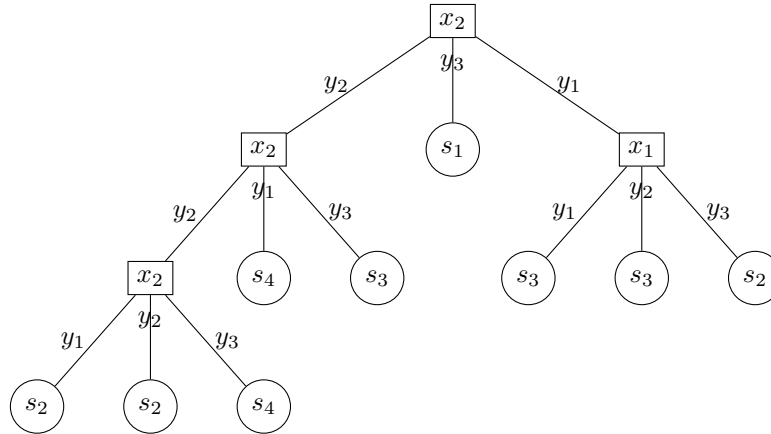 x₂
y₂ y₃ y₁
x₂ s₁ x₁
y₂ y₁ y₃ y₁ y₂ y₃
x₂ s₄ s₃ s₃ s₃ s₂
y₁ y₂ y₃
s₂ s₂ s₄